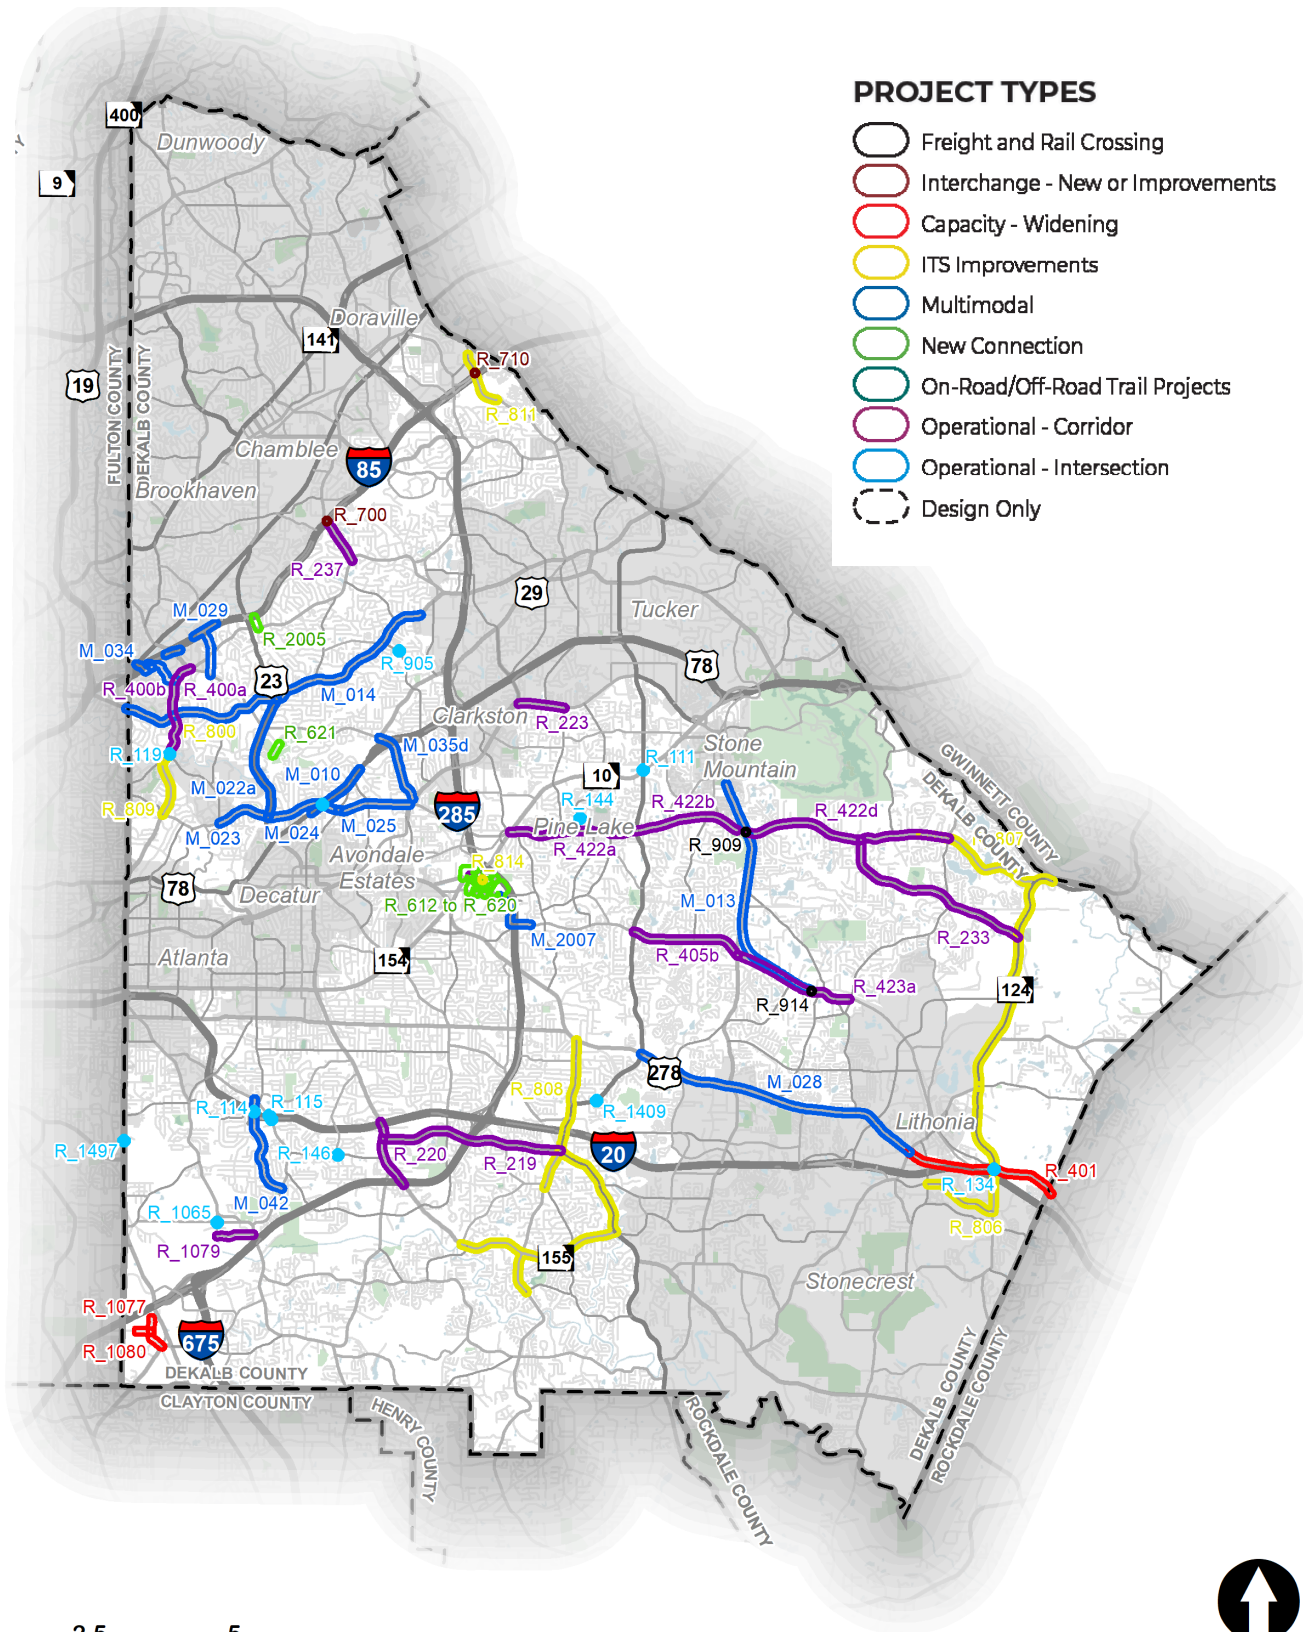 PROJECT TYPES
Freight and Rail Crossing
Interchange - New or Improvements
Capacity - Widening
ITS Improvements
Multimodal
New Connection
On-Road/Off-Road Trail Projects
Operational - Corridor
Operational - Intersection
Design Only
400
Dunwoody
9
Doraville
141
R_710
19
FULTON COUNTY
DEKALB COUNTY
R_811
Chamblee
85
Brookhaven
R_700
R_237
29
Tucker
M_029
R_2005
M_034
R_905
78
R_400b
R_400a
23
M_014
Clarkston
R_223
R_800
R_621
R_119
M_035d
Stone
Mountain
R_111
GWINNETT COUNTY
DEKALB COUNTY
M_010
10
M_022a
R_144
R_422b
R_422d
R_809
285
M_023
M_024
M_025
Pine Lake
R_422a
R_909
R_807
Avondale
Estates
R_814
78
Decatur
R_612 to R_620
M_013
R_233
M_2007
Atlanta
154
R_405b
R_423a
124
R_914
278
M_028
R_808
R_114
R_115
R_1409
Lithonia
R_1497
R_146
R_220
R_219
20
R_401
R_134
M_042
R_1065
R_806
R_1079
155
Stonecrest
R_1077
R_1080
675
DEKALB COUNTY
CLAYTON COUNTY
HENRY COUNTY
ROCKDALE COUNTY
DEKALB COUNTY
ROCKDALE COUNTY
2.5
5